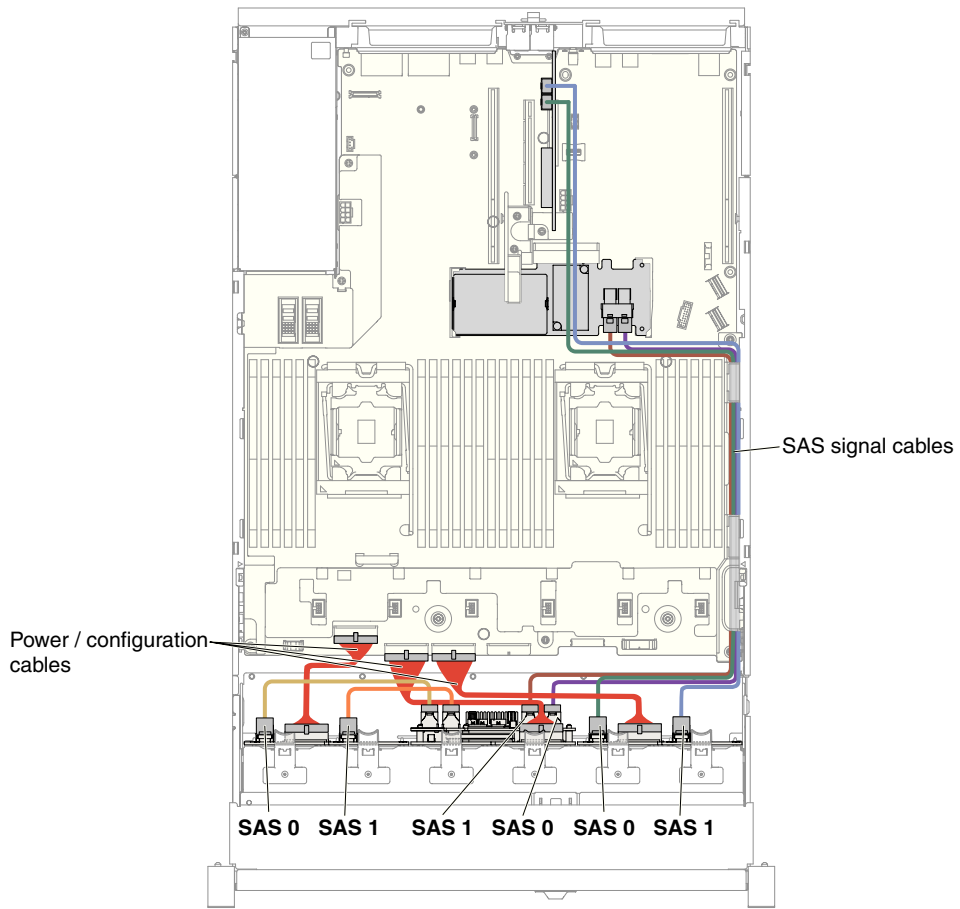 SAS signal cables
Power / configuration
cables
SAS 0 SAS 1 SAS 1 SAS 0 SAS 0 SAS 1